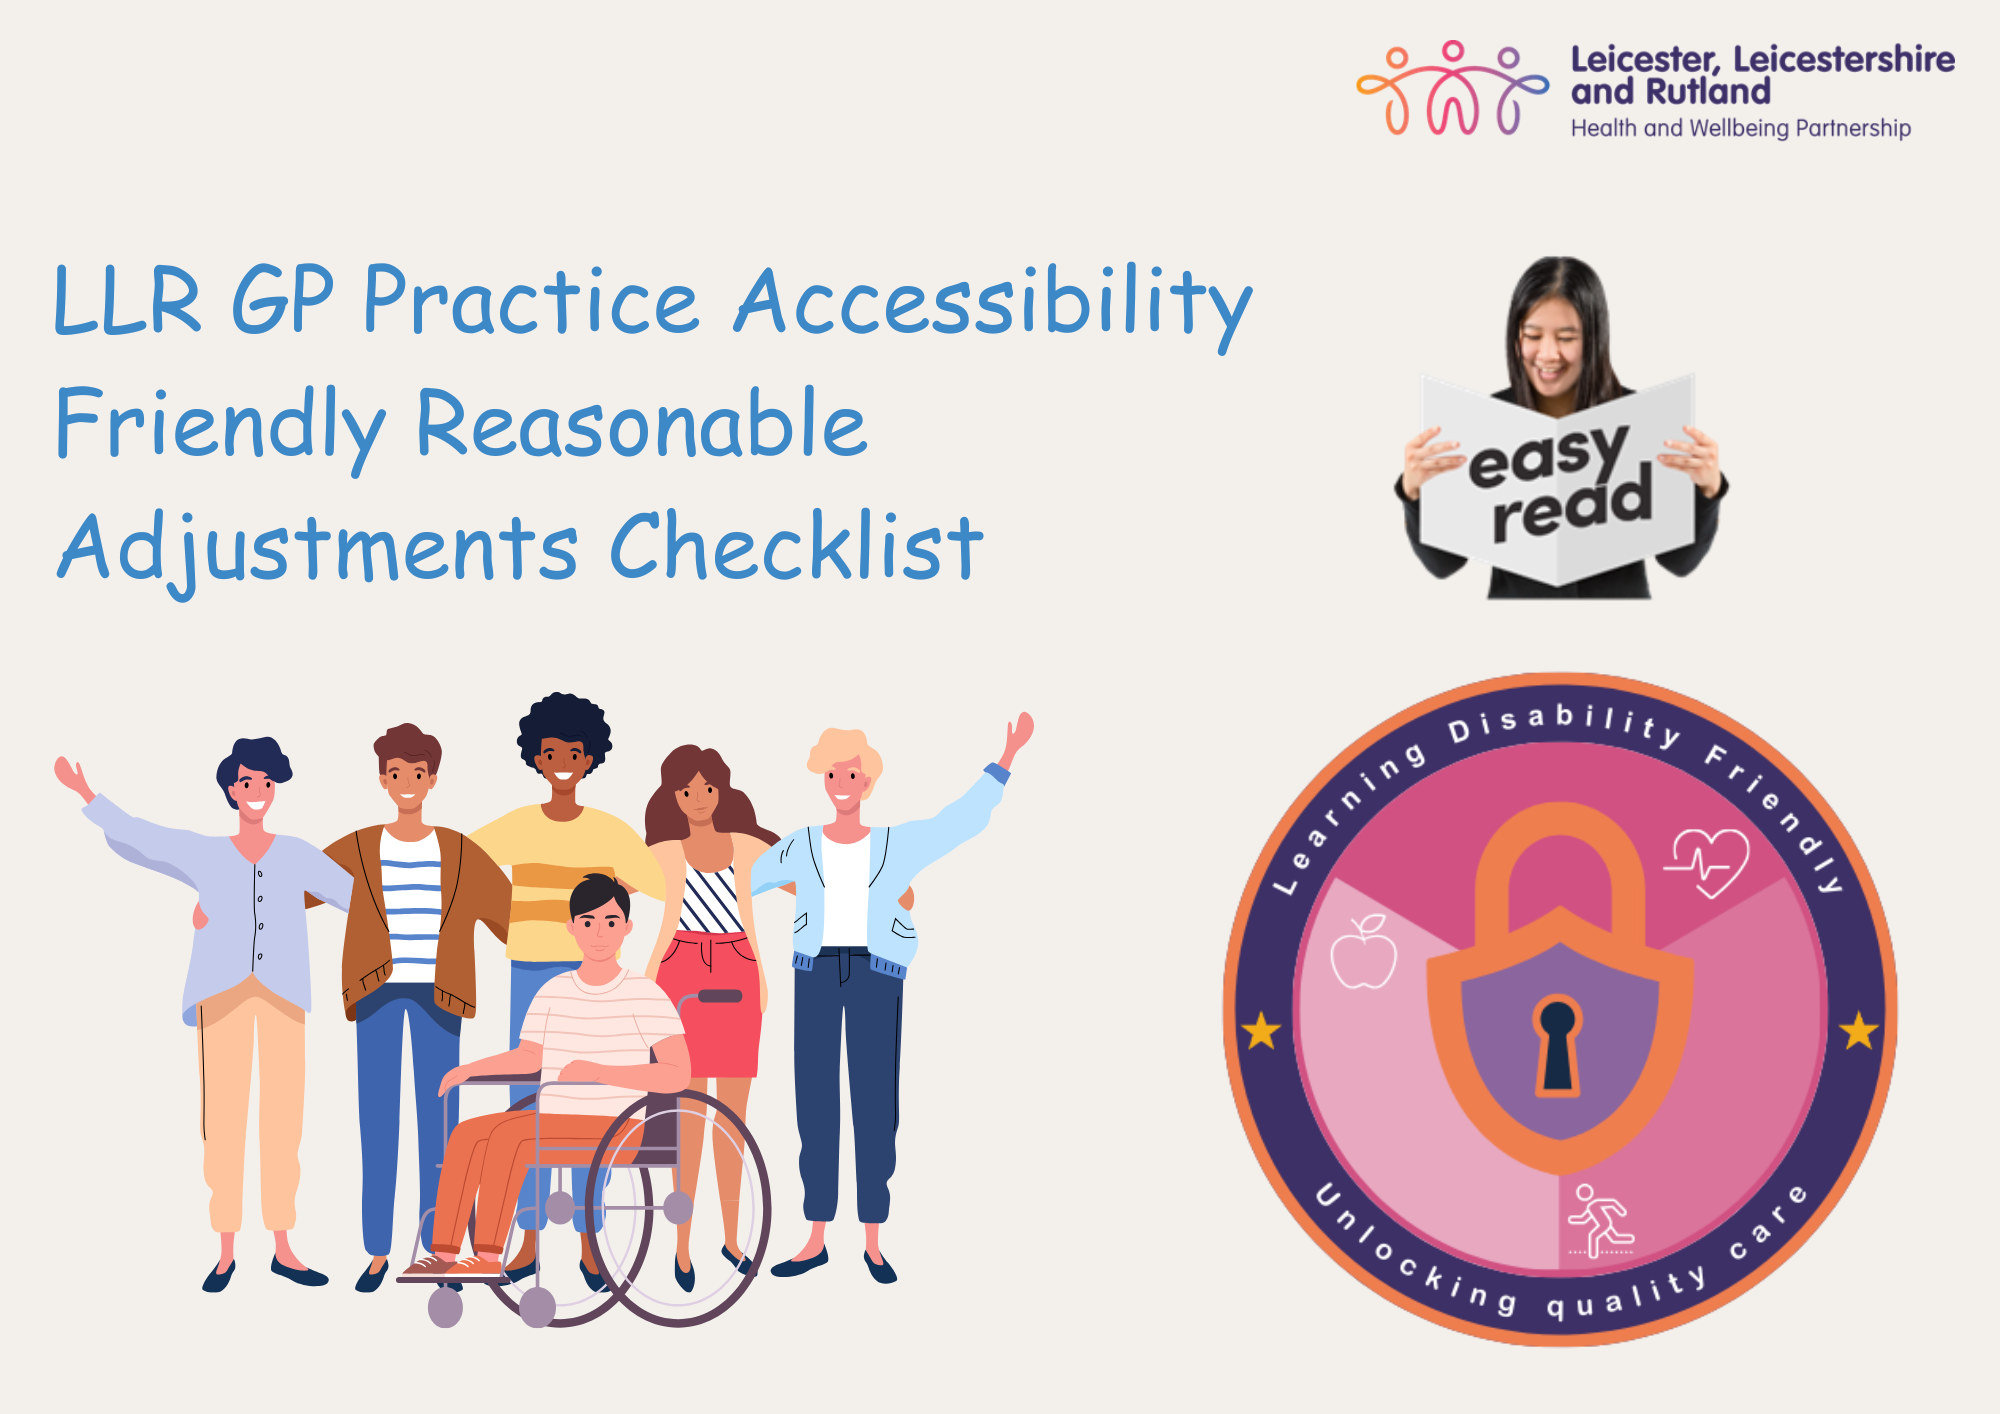 Leicester, Leicestershire
and Rutland
Health and Wellbeing Partnership
LLR GP Practice Accessibility
Friendly Reasonable
Adjustments Checklist
easy
read
Learning Disability Friendly
Unlocking quality care